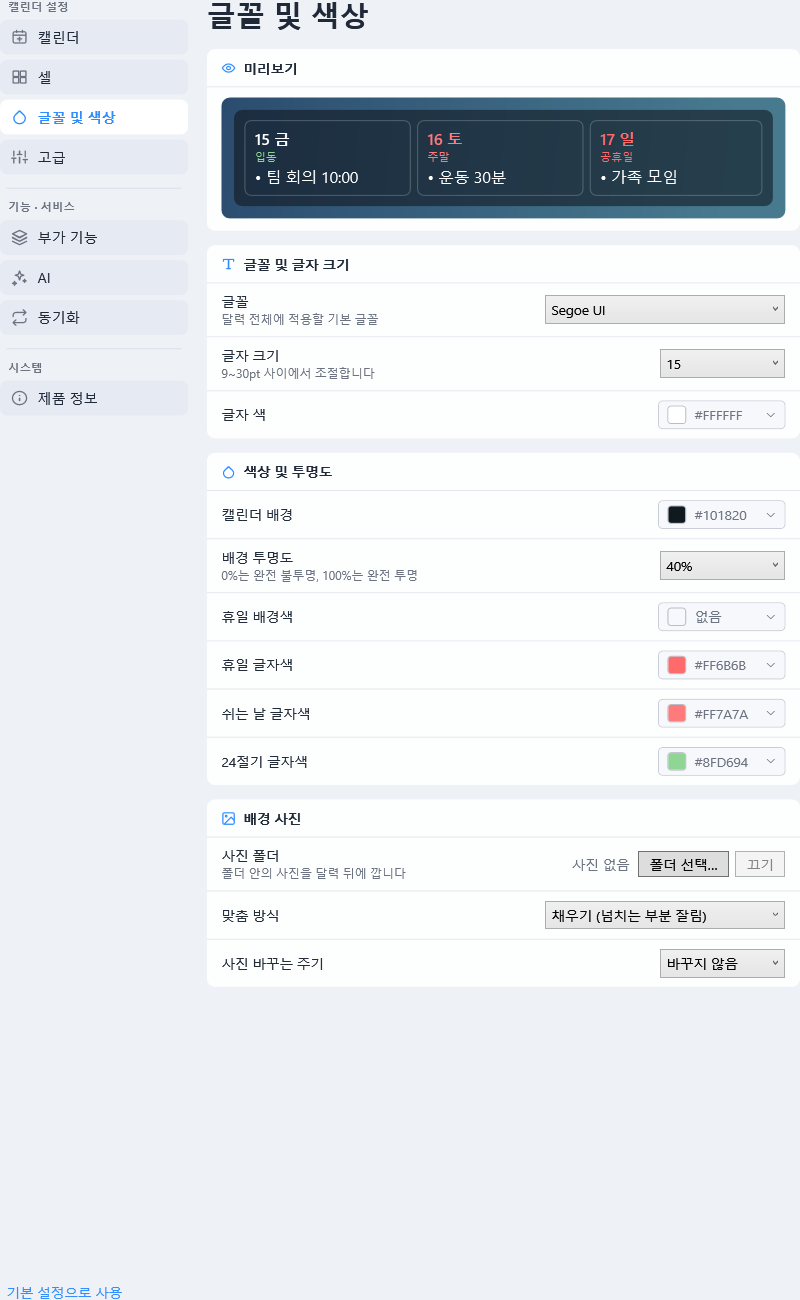 캘린더 설정
캘린더
셀
글꼴 및 색상
고급
기능 · 서비스
부가 기능
AI
동기화
시스템
제품 정보
기본 설정으로 사용
글꼴 및 색상
미리보기
15 금
입동
• 팀 회의 10:00
16 토
주말
• 운동 30분
17 일
공휴일
• 가족 모임
글꼴 및 글자 크기
글꼴
달력 전체에 적용할 기본 글꼴
Segoe UI
글자 크기
9~30pt 사이에서 조절합니다
15
글자 색
#FFFFFF
색상 및 투명도
캘린더 배경
#101820
배경 투명도
0%는 완전 불투명, 100%는 완전 투명
40%
휴일 배경색
없음
휴일 글자색
#FF6B6B
쉬는 날 글자색
#FF7A7A
24절기 글자색
#8FD694
배경 사진
사진 폴더
폴더 안의 사진을 달력 뒤에 깝니다
사진 없음
폴더 선택...
끄기
맞춤 방식
채우기 (넘치는 부분 잘림)
사진 바꾸는 주기
바꾸지 않음